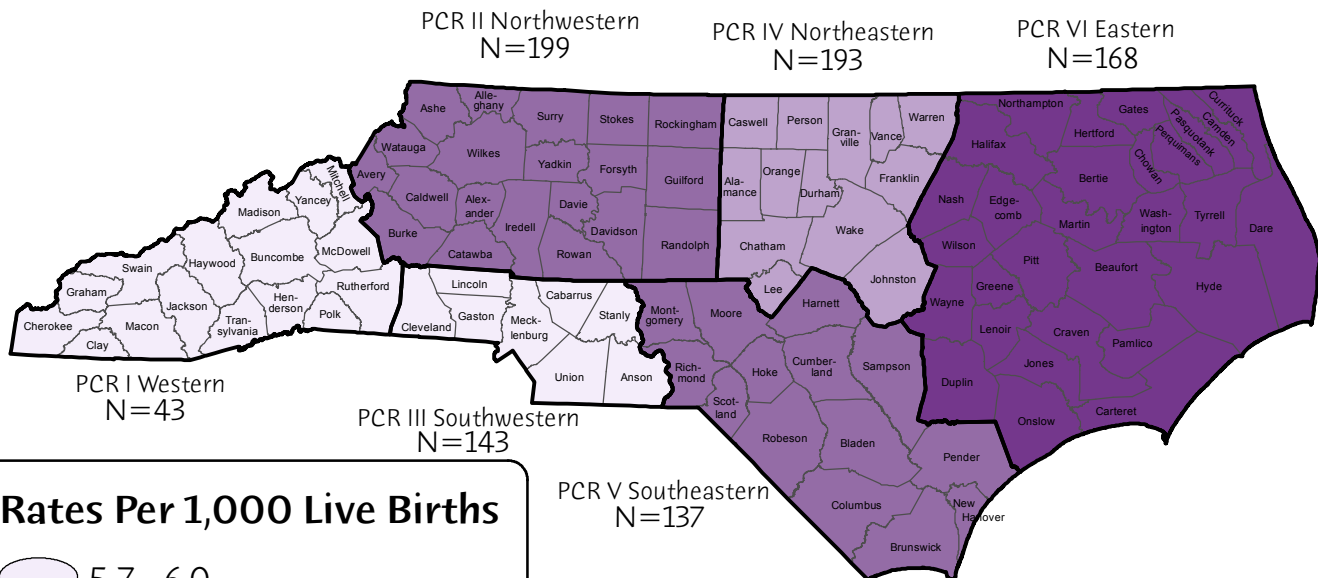 PCR II Northwestern
N=199
PCR IV Northeastern
N=193
PCR VI Eastern
N=168
Ashe
Alle-
ghany
Surry
Stokes
Rockingham
Watauga
Wilkes
Yadkin
Forsyth
Guilford
Avery
Caldwell
Alex-
ander
Iredell
Davie
Davidson
Burke
Catawba
Rowan
Randolph
Caswell
Person
Gran-
ville
Vance
Warren
Ala-
mance
Orange
Durham
Franklin
Wake
Chatham
Lee
Johnston
Northampton
Gates
Currituck
Camden
Pasquotank
Perquimans
Chowan
Halifax
Hertford
Bertie
Nash
Edge-
comb
Martin
Wash-
ington
Tyrrell
Dare
Wilson
Pitt
Beaufort
Hyde
Greene
Wayne
Lenoir
Craven
Pamlico
Jones
Duplin
Onslow
Carteret
Mitchell
Yancey
Madison
McDowell
Buncombe
Haywood
Swain
Graham
Rutherford
Hen-
derson
Polk
Jackson
Tran-
sylvania
Macon
Cherokee
Clay
Lincoln
Cleveland
Gaston
Cabarrus
Stanly
Meck-
lenburg
Union
Anson
Mont-
gomery
Moore
Harnett
Rich-
mond
Hoke
Cumber-
land
Sampson
Scot-
land
Robeson
Bladen
Pender
Columbus
New
Hanover
Brunswick
PCR I Western
N=43
PCR III Southwestern
N=143
PCR V Southeastern
N=137
Rates Per 1,000 Live Births
5.7 - 6.0